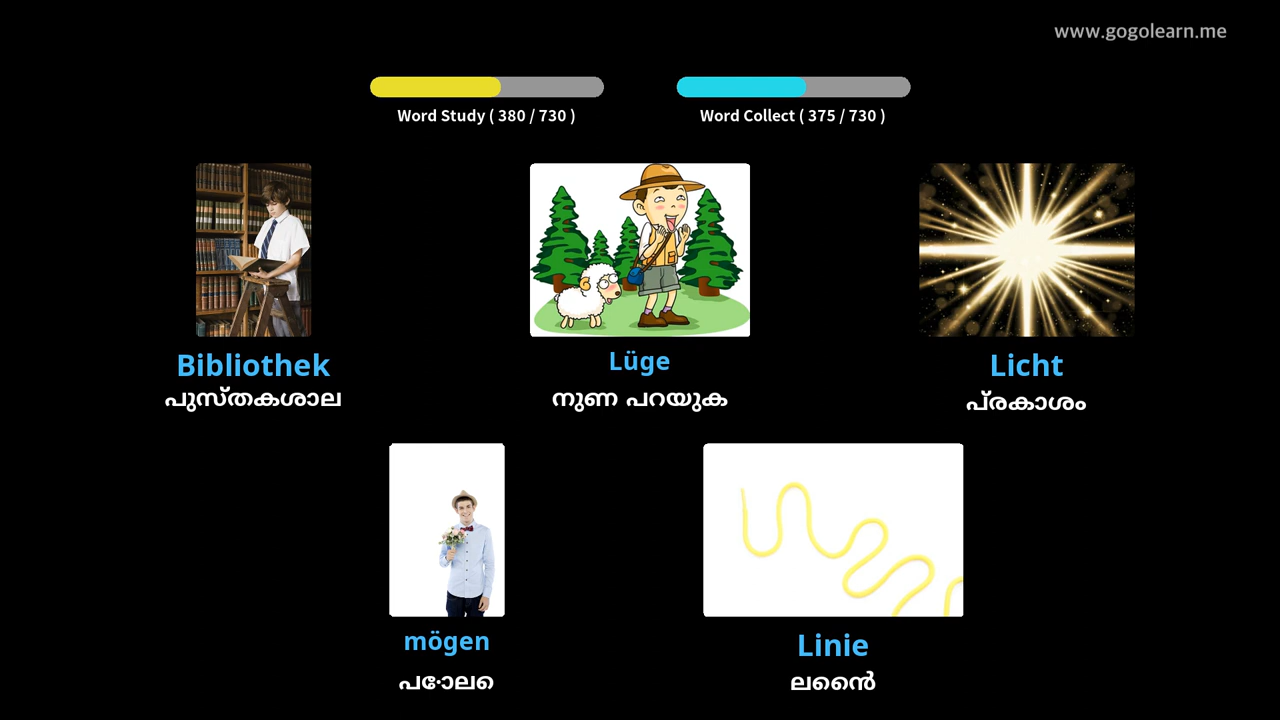 www.gogolearn.me
Word Study ( 380 / 730 )
Word Collect ( 375 / 730 )
Bibliothek
പുസ്തകശാല
Lüge
നുണ പറയുക
Licht
പ്രകാശം
mögen
പോലെ
Linie
ലൈൻ